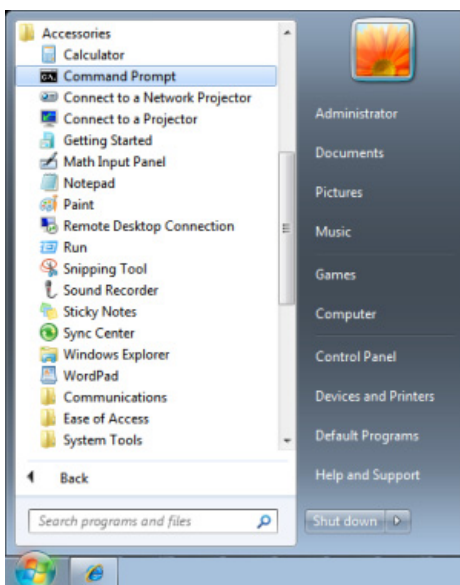 Accessories
Calculator
Command Prompt
Connect to a Network Projector
Connect to a Projector
Getting Started
Math Input Panel
Notepad
Paint
Remote Desktop Connection
Run
Snipping Tool
Sound Recorder
Sticky Notes
Sync Center
Windows Explorer
WordPad
Communications
Ease of Access
System Tools
Back
Search programs and files
Administrator
Documents
Pictures
Music
Games
Computer
Control Panel
Devices and Printers
Default Programs
Help and Support
Shut down